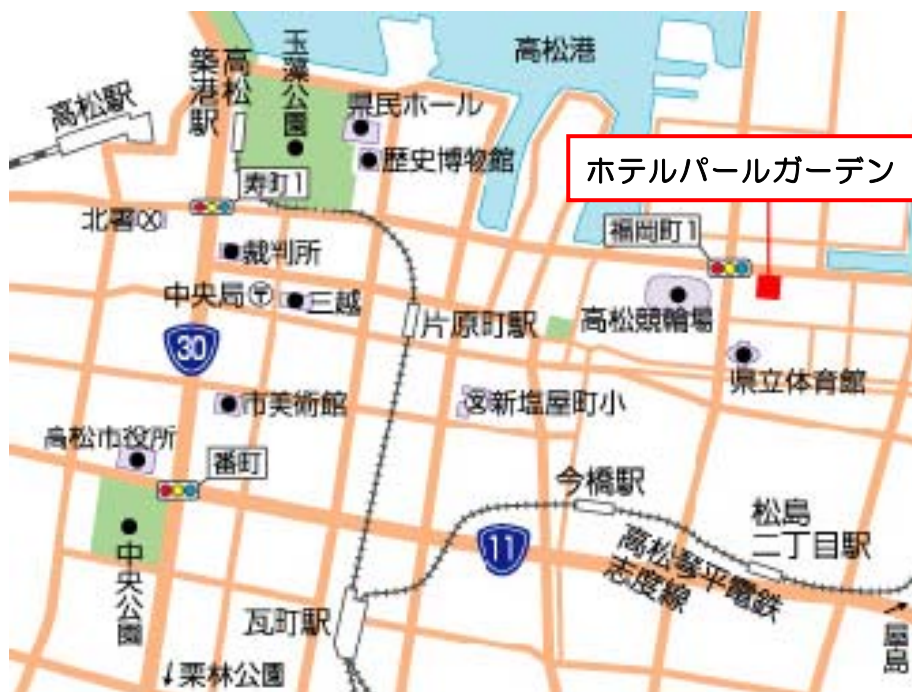 高松港
玉藻公園
高松
築港駅
高松駅
県民ホール
歴史博物館
ホテルパールガーデン
寿町1
北署
福岡町1
裁判所
中央局
三越
片原町駅
高松競輪場
30
県立体育館
市美術館
文新塩屋町小
高松市役所
番町
今橋駅
松島
二丁目駅
11
高松琴平電鉄
志度線
中央公園
瓦町駅
屋島
栗林公園